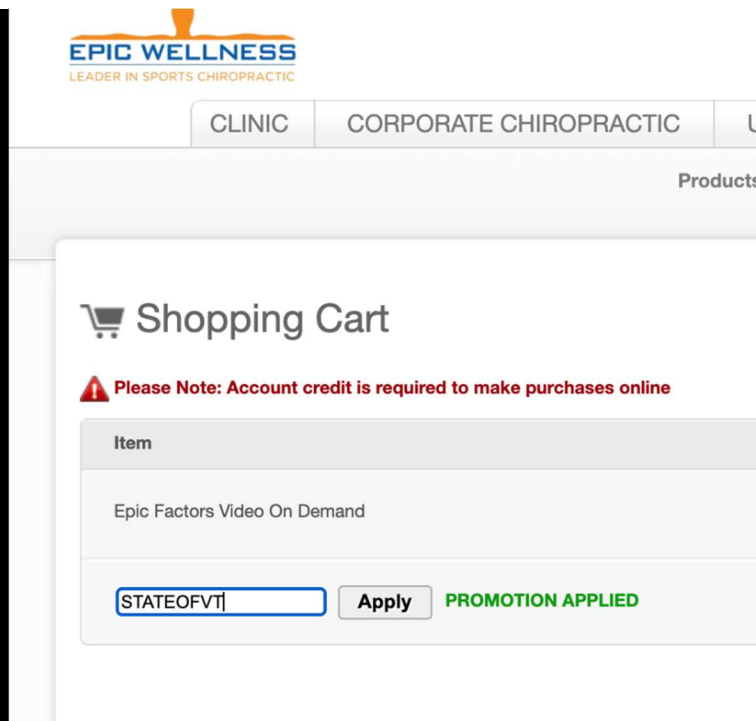 EPIC WELLNESS
LEADER IN SPORTS CHIROPRACTIC
CLINIC CORPORATE CHIROPRACTIC
Products
Shopping Cart
Please Note: Account credit is required to make purchases online
Item
Epic Factors Video On Demand
STATEOFVT Apply PROMOTION APPLIED